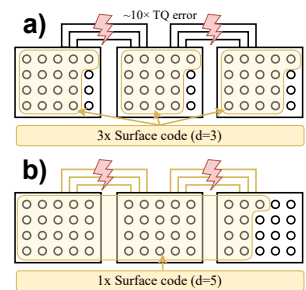 ~10× TQ error
a)
3x Surface code (d=3)
b)
1x Surface code (d=5)